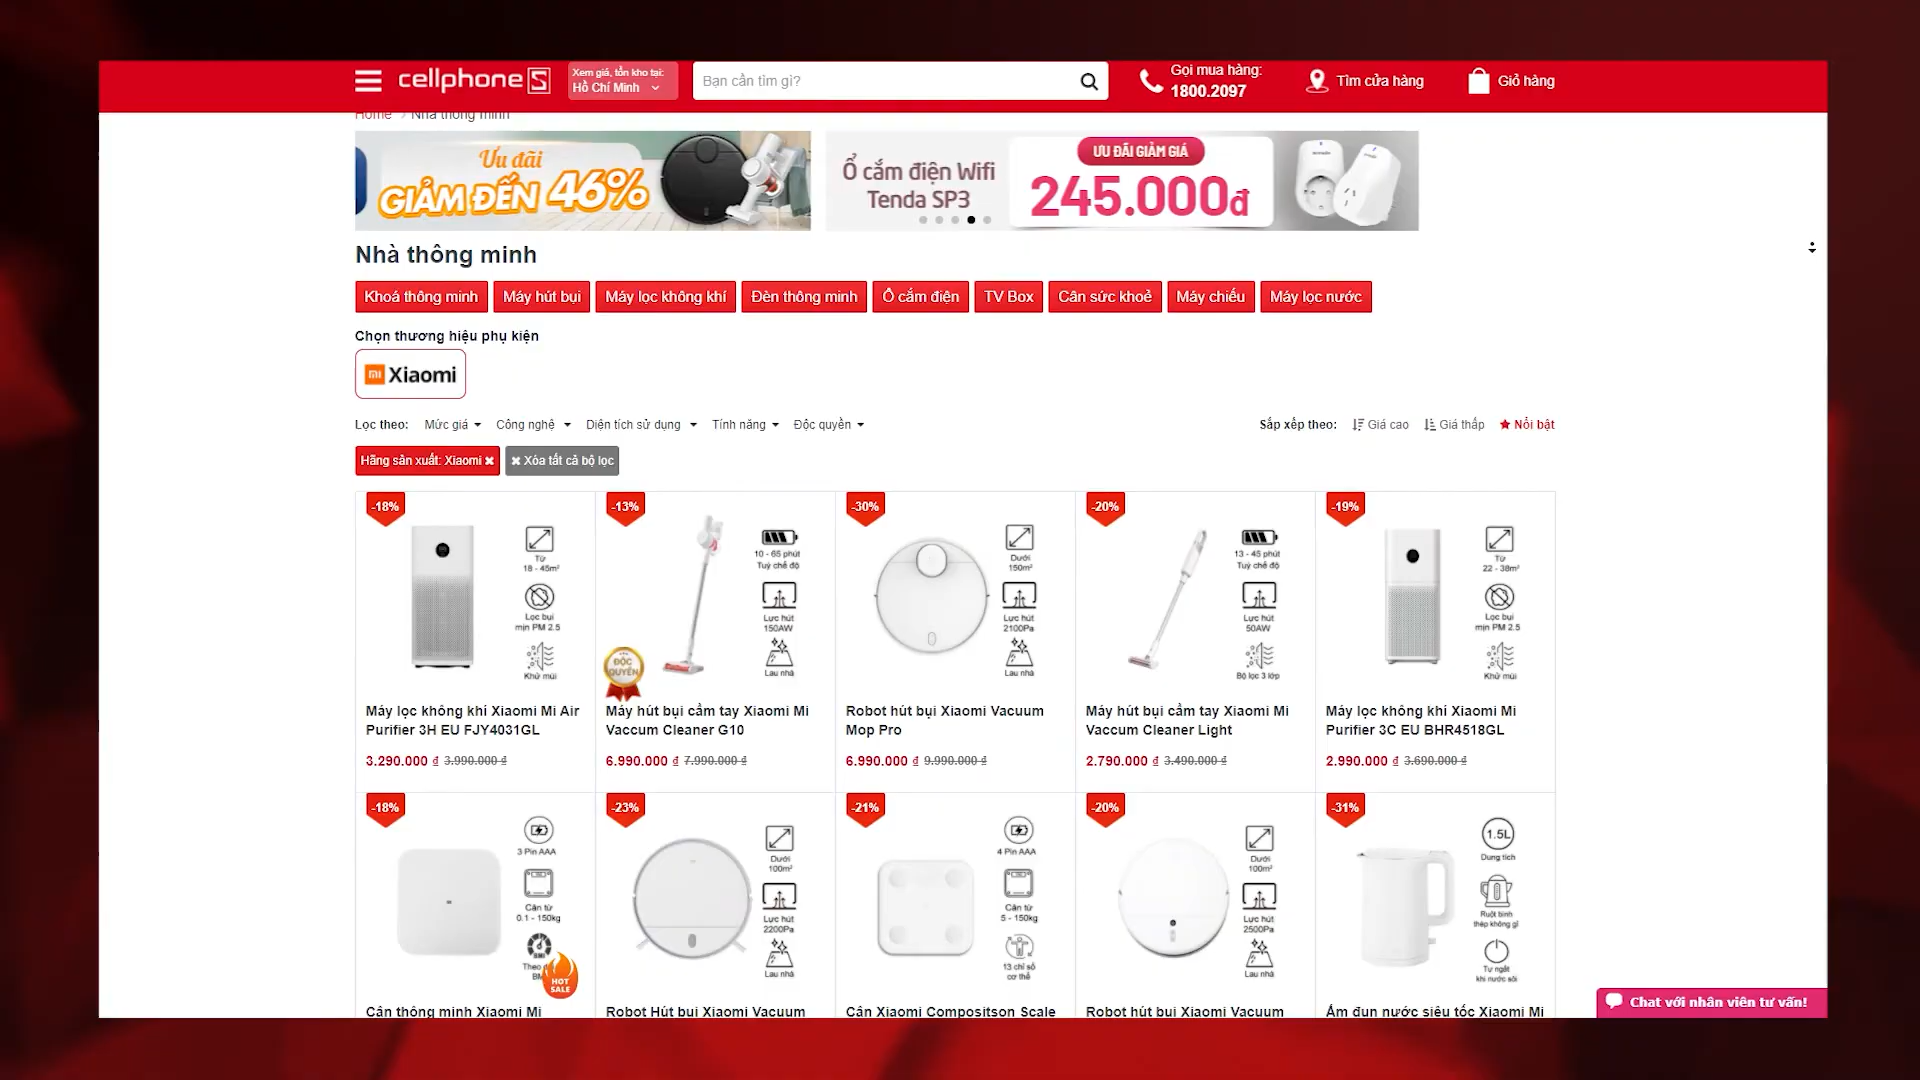 cellphoneS
Xem giá, tồn kho tại:
Hồ Chí Minh
Bạn cần tìm gì?
Gọi mua hàng:
1800.2097
Tìm cửa hàng
Giỏ hàng
Home > Nhà thông minh
Ưu đãi
GIẢM ĐẾN 46%
Ổ cắm điện Wifi
Tenda SP3
ƯU ĐÃI GIẢM GIÁ
245.000đ
Nhà thông minh
Khoá thông minh
Máy hút bụi
Máy lọc không khí
Đèn thông minh
Ổ cắm điện
TV Box
Cân sức khoẻ
Máy chiếu
Máy lọc nước
Chọn thương hiệu phụ kiện
Xiaomi
Lọc theo: Mức giá Công nghệ Diện tích sử dụng Tính năng Độc quyền
Sắp xếp theo: Giá cao Giá thấp Nổi bật
Hãng sản xuất: Xiaomi ✖
✖ Xóa tất cả bộ lọc
-18%
Từ
18 - 45m²
Lọc bụi
mịn PM 2.5
Khử mùi
Máy lọc không khí Xiaomi Mi Air
Purifier 3H EU FJY4031GL
3.290.000 ₫ 3.990.000 ₫
-13%
10 - 65 phút
Tuỳ chế độ
Lực hút
150AW
Lau nhà
ĐỘC
QUYỀN
Máy hút bụi cầm tay Xiaomi Mi
Vaccum Cleaner G10
6.990.000 ₫ 7.990.000 ₫
-30%
Dưới
150m²
Lực hút
2100Pa
Lau nhà
Robot hút bụi Xiaomi Vacuum
Mop Pro
6.990.000 ₫ 9.990.000 ₫
-20%
13 - 45 phút
Tuỳ chế độ
Lực hút
50AW
Bộ lọc 3 lớp
Máy hút bụi cầm tay Xiaomi Mi
Vaccum Cleaner Light
2.790.000 ₫ 3.490.000 ₫
-19%
Từ
22 - 38m²
Lọc bụi
mịn PM 2.5
Khử mùi
Máy lọc không khí Xiaomi Mi
Purifier 3C EU BHR4518GL
2.990.000 ₫ 3.690.000 ₫
-18%
3 Pin AAA
Cân từ
0.1 - 150kg
Theo
HOT
SALE
Cân thông minh Xiaomi Mi
-23%
Dưới
100m²
Lực hút
2200Pa
Lau nhà
Robot Hút bụi Xiaomi Vacuum
-21%
4 Pin AAA
Cân từ
5 - 150kg
13 chỉ số
cơ thể
Cân Xiaomi Compositson Scale
-20%
Dưới
100m²
Lực hút
2500Pa
Lau nhà
Robot hút bụi Xiaomi Vacuum
-31%
1.5L
Dung tích
Ruột bình
thép không gỉ
Tự ngắt
khi nước sôi
Ấm đun nước siêu tốc Xiaomi Mi
Chat với nhân viên tư vấn!